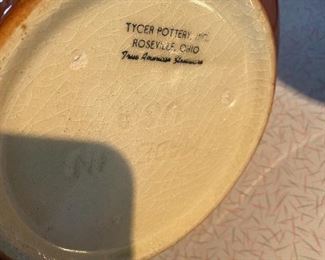 TYCER POTTERY, INC.
ROSEVILLE, OHIO
True American Stoneware